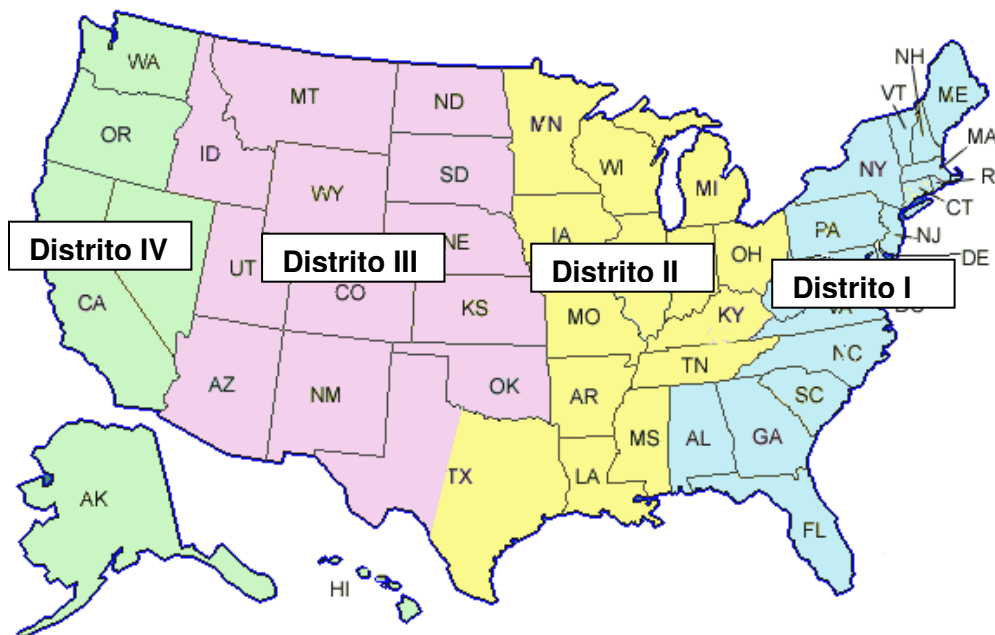 NH
WA
VT
ME
MT
ND
MN
OR
MA
ID
WI
NY
SD
R
MI
WY
CT
PA
NJ
IA
NE
Distrito IV
Distrito III
Distrito II
OH
DE
UT
Distrito I
CA
CO
KS
MO
KY
VA
NC
TN
AZ
NM
OK
AR
SC
MS
AL
GA
TX
LA
AK
FL
HI